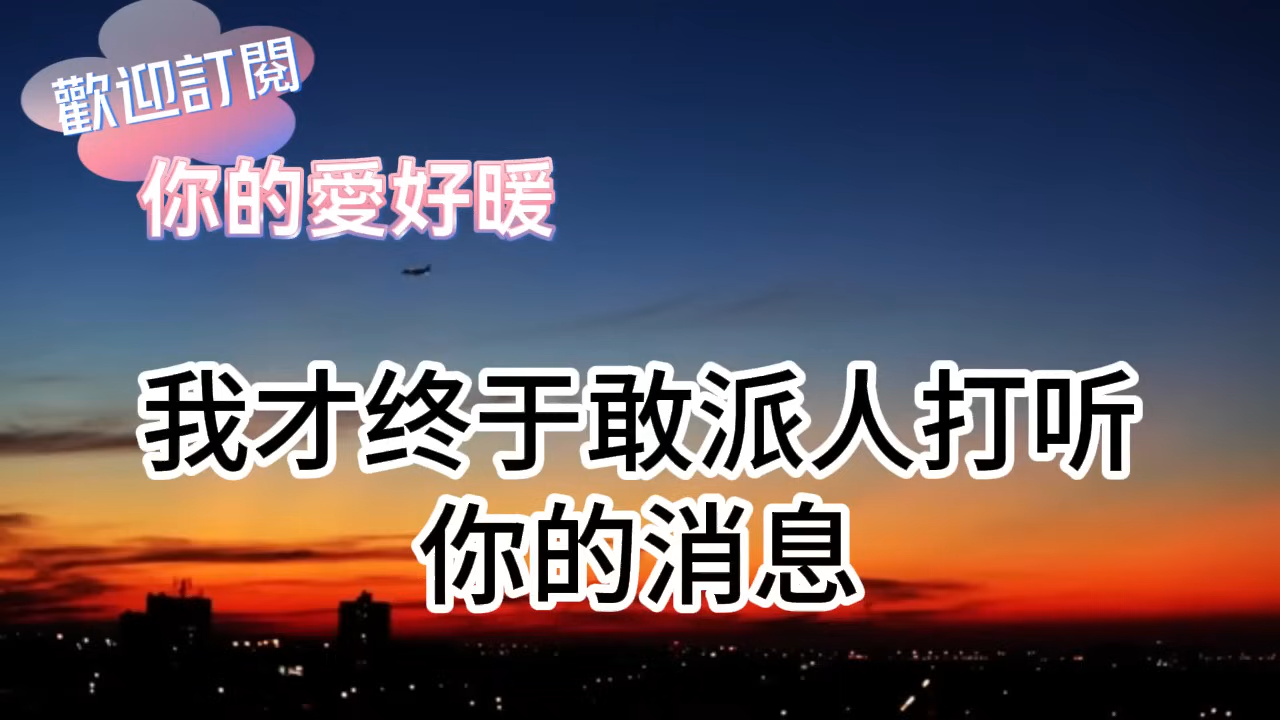 歡迎訂閱
你的愛好暖
我才终于敢派人打听
你的消息